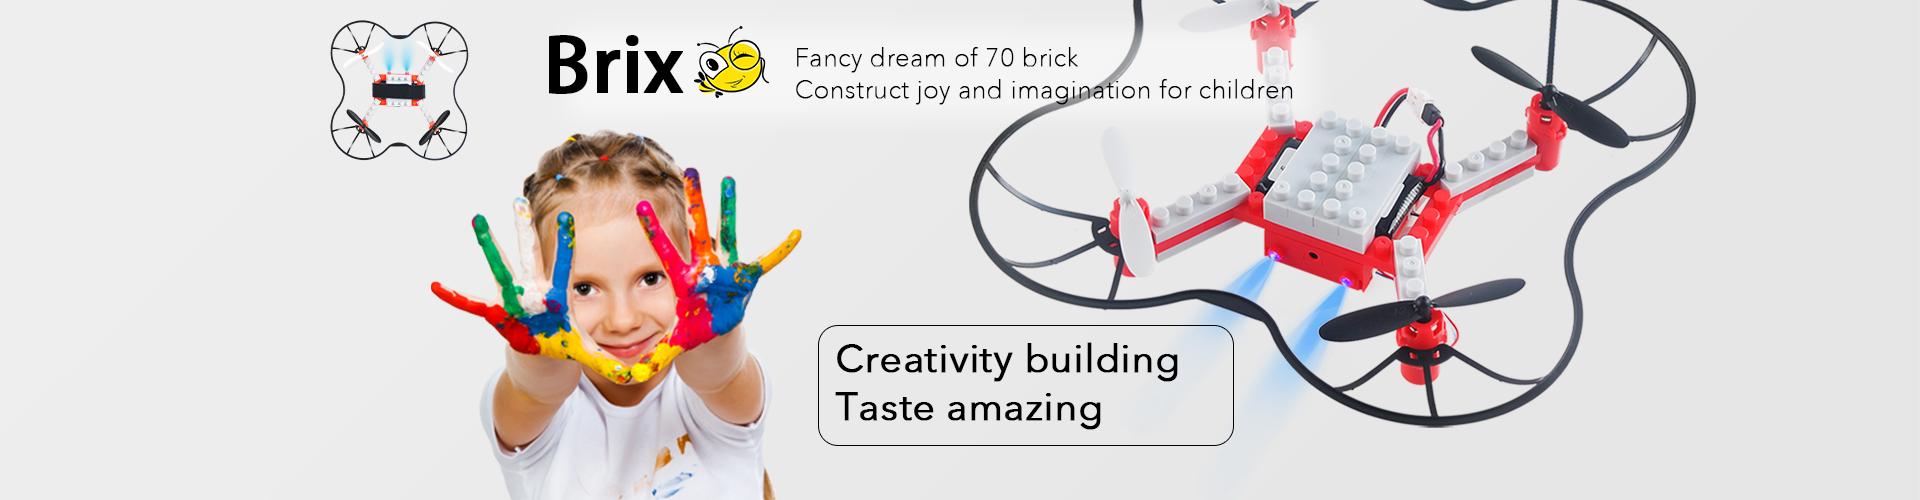 Brix
Fancy dream of 70 brick
Construct joy and imagination for children
Creativity building
Taste amazing